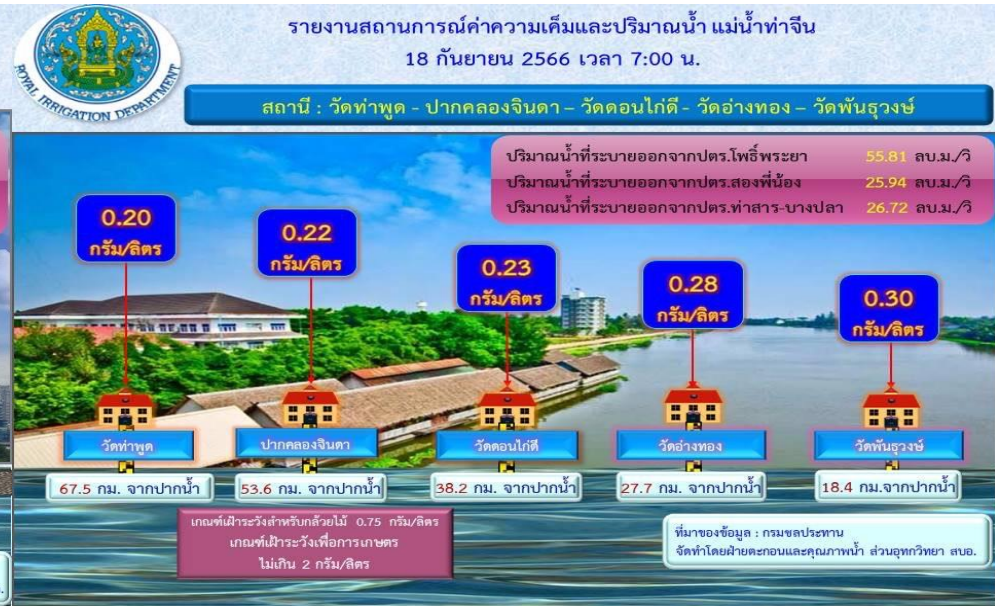 รายงานสถานการณ์ค่าความเค็มและปริมาณน้ำ แม่น้ำท่าจีน
18 กันยายน 2566 เวลา 7:00 น.
ROYAL IRRIGATION DEPARTMENT
สถานี : วัดท่าพูด - ปากคลองจินดา – วัดดอนไก่ดี - วัดอ่างทอง – วัดพันธุวงษ์
ปริมาณน้ำที่ระบายออกจากปตร.โพธิ์พระยา 55.81 ลบ.ม./วิ
ปริมาณน้ำที่ระบายออกจากปตร.สองพี่น้อง 25.94 ลบ.ม./วิ
ปริมาณน้ำที่ระบายออกจากปตร.ท่าสาร-บางปลา 26.72 ลบ.ม./วิ
0.20
กรัม/ลิตร
0.22
กรัม/ลิตร
0.23
กรัม/ลิตร
0.28
กรัม/ลิตร
0.30
กรัม/ลิตร
วัดท่าพูด
ปากคลองจินดา
วัดดอนไก่ดี
วัดอ่างทอง
วัดพันธุวงษ์
67.5 กม. จากปากน้ำ
53.6 กม. จากปากน้ำ
38.2 กม. จากปากน้ำ
27.7 กม. จากปากน้ำ
18.4 กม.จากปากน้ำ
เกณฑ์เฝ้าระวังสำหรับกล้วยไม้ 0.75 กรัม/ลิตร
เกณฑ์เฝ้าระวังเพื่อการเกษตร
ไม่เกิน 2 กรัม/ลิตร
ที่มาของข้อมูล : กรมชลประทาน
จัดทำโดยฝ่ายตะกอนและคุณภาพน้ำ ส่วนอุทกวิทยา สบอ.